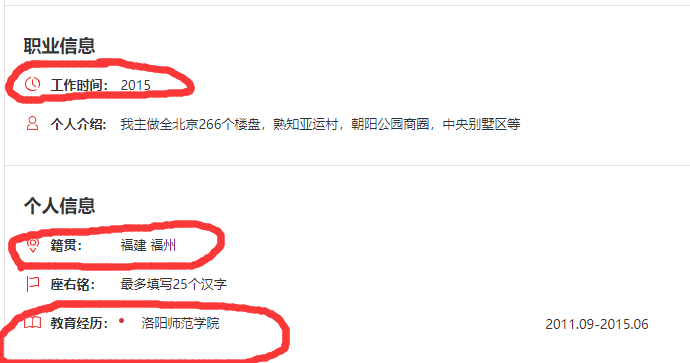 职业信息
工作时间： 2015
个人介绍： 我主做全北京266个楼盘，熟知亚运村，朝阳公园商圈，中央别墅区等
个人信息
籍贯： 福建 福州
座右铭： 最多填写25个汉字
教育经历： 洛阳师范学院 2011.09-2015.06